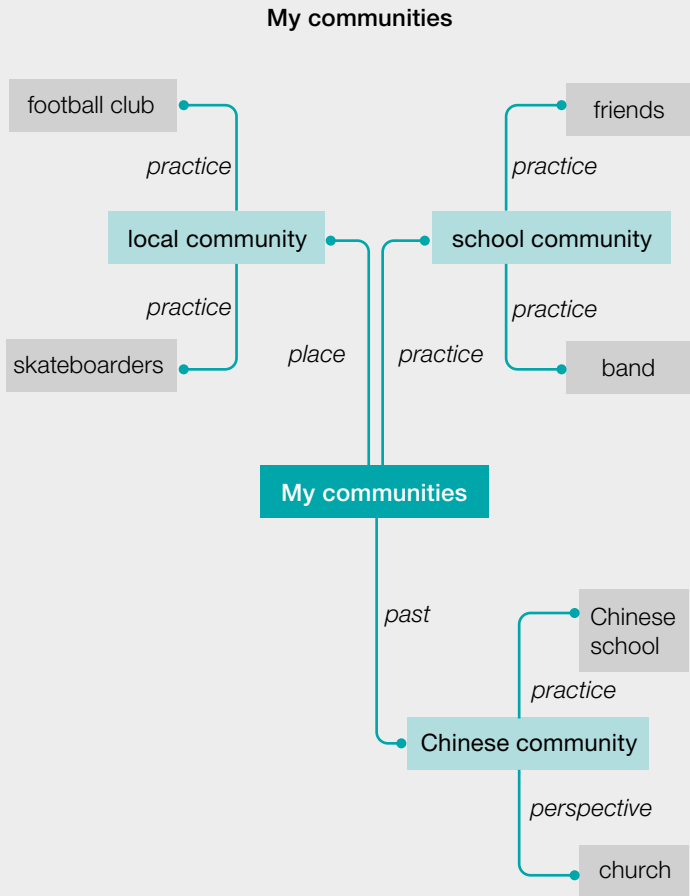 My communities
football club
friends
practice
practice
local community
school community
practice
practice
place
practice
skateboarders
band
My communities
past
Chinese
school
practice
Chinese community
perspective
church